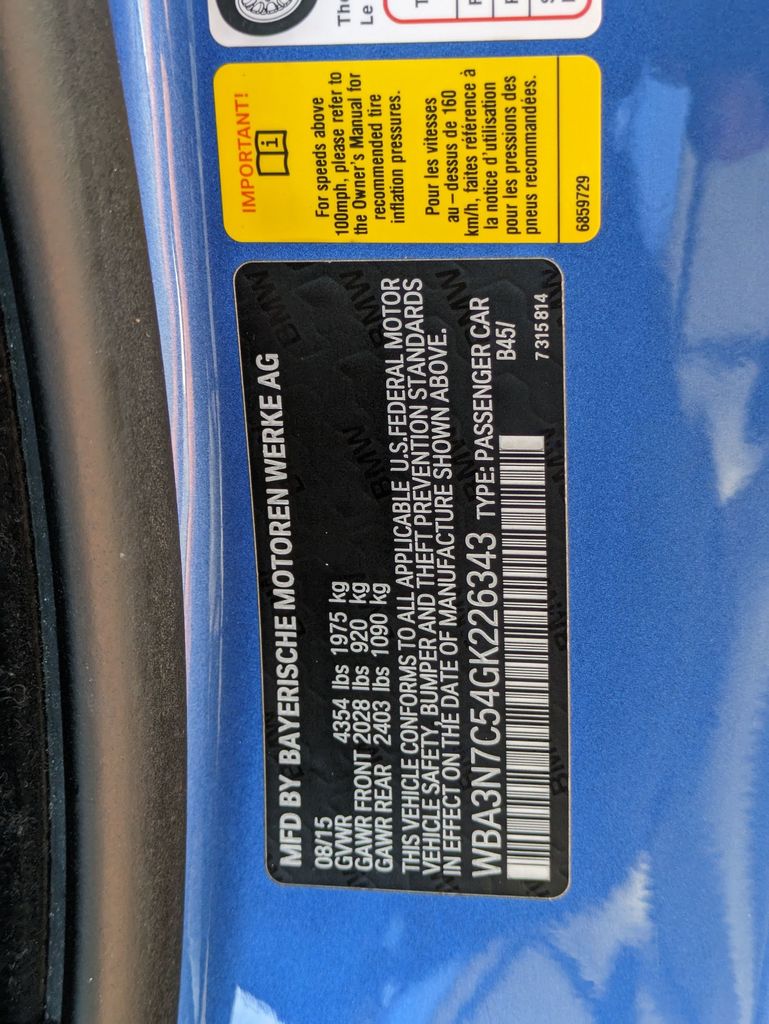 MFD BY BAYERISCHE MOTOREN WERKE AG
08/15
GVWR 4354 lbs 1975 kg
GAWR FRONT 2028 lbs 920 kg
GAWR REAR 2403 lbs 1090 kg
THIS VEHICLE CONFORMS TO ALL APPLICABLE U.S.FEDERAL MOTOR
VEHICLE SAFETY, BUMPER AND THEFT PREVENTION STANDARDS
IN EFFECT ON THE DATE OF MANUFACTURE SHOWN ABOVE.
WBA3N7C54GK226343 TYPE: PASSENGER CAR
B45/
7 315 814
IMPORTANT!
For speeds above
100mph, please refer to
the Owner's Manual for
recommended tire
inflation pressures.
Pour les vitesses
au – dessus de 160
km/h, faites référence à
la notice d'utilisation
pour les pressions des
pneus recommandées.
6859729
Le